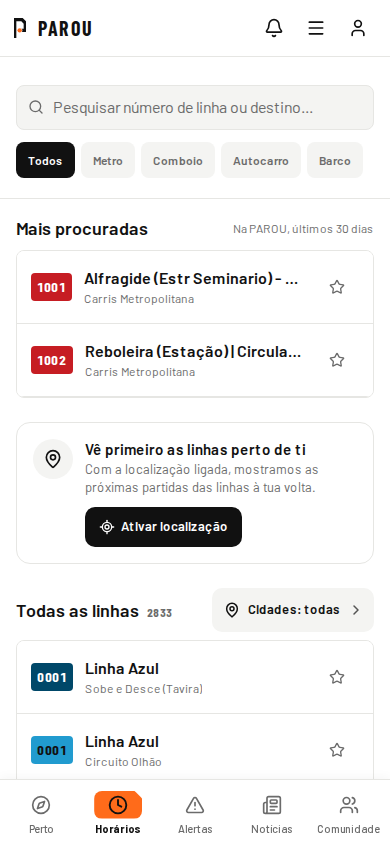 PAROU
Pesquisar número de linha ou destino...
Todos
Metro
Comboio
Autocarro
Barco
Mais procuradas
Na PAROU, últimos 30 dias
1001
Alfragide (Estr Seminario) - ...
Carris Metropolitana
1002
Reboleira (Estação) | Circula...
Carris Metropolitana
Vê primeiro as linhas perto de ti
Com a localização ligada, mostramos as
próximas partidas das linhas à tua volta.
Ativar localização
Todas as linhas 2833
Cidades: todas
0001
Linha Azul
Sobe e Desce (Tavira)
0001
Linha Azul
Circuito Olhão
Perto
Horários
Alertas
Notícias
Comunidade